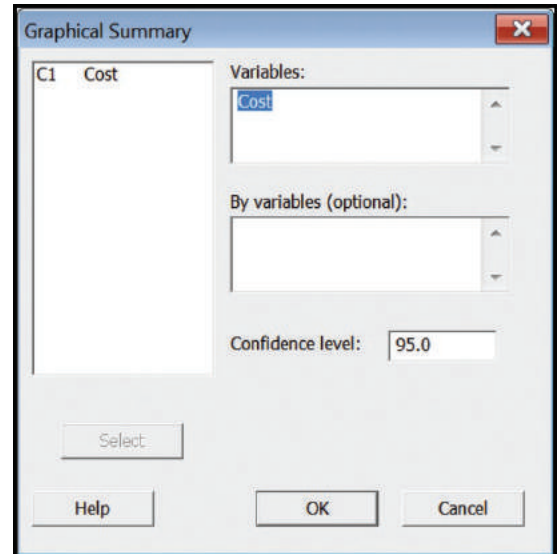 Graphical Summary
C1 Cost
Variables:
Cost
By variables (optional):
Confidence level: 95.0
Select
Help OK Cancel